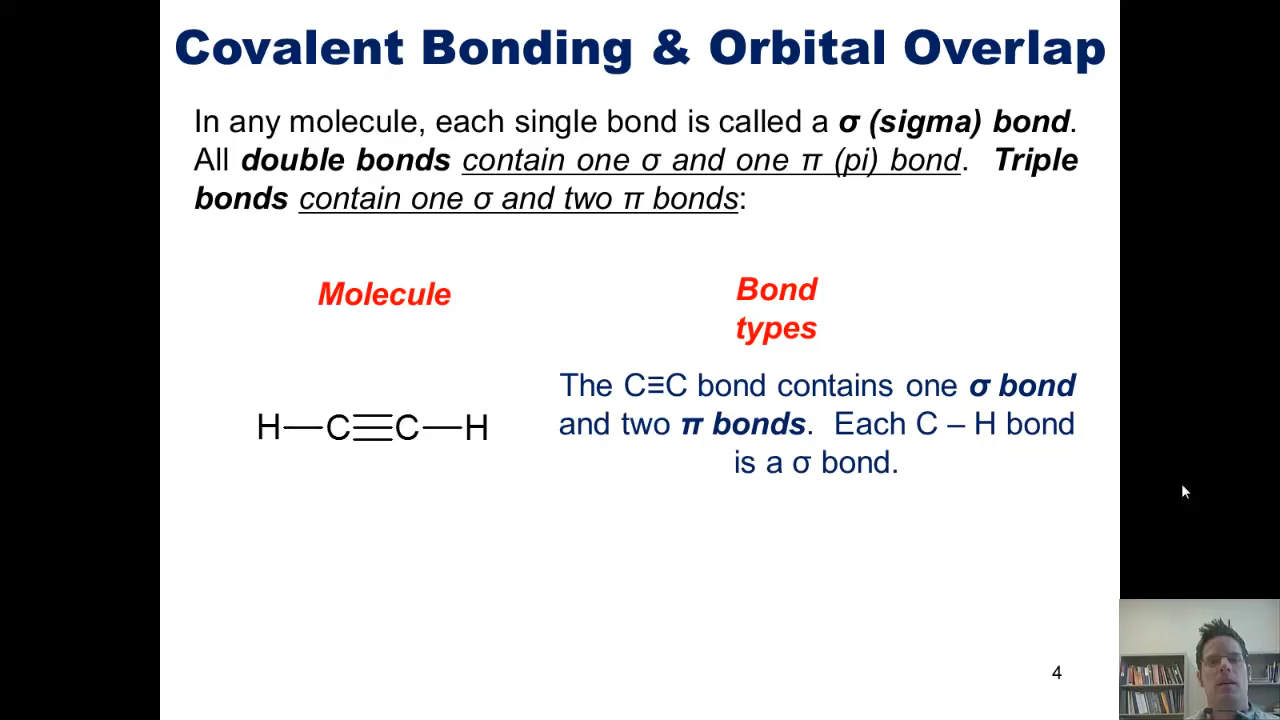 Covalent Bonding & Orbital Overlap
In any molecule, each single bond is called a σ (sigma) bond.
All double bonds contain one σ and one π (pi) bond. Triple
bonds contain one σ and two π bonds:
Molecule
Bond
types
H—C≡C—H
The C≡C bond contains one σ bond
and two π bonds. Each C – H bond
is a σ bond.
4